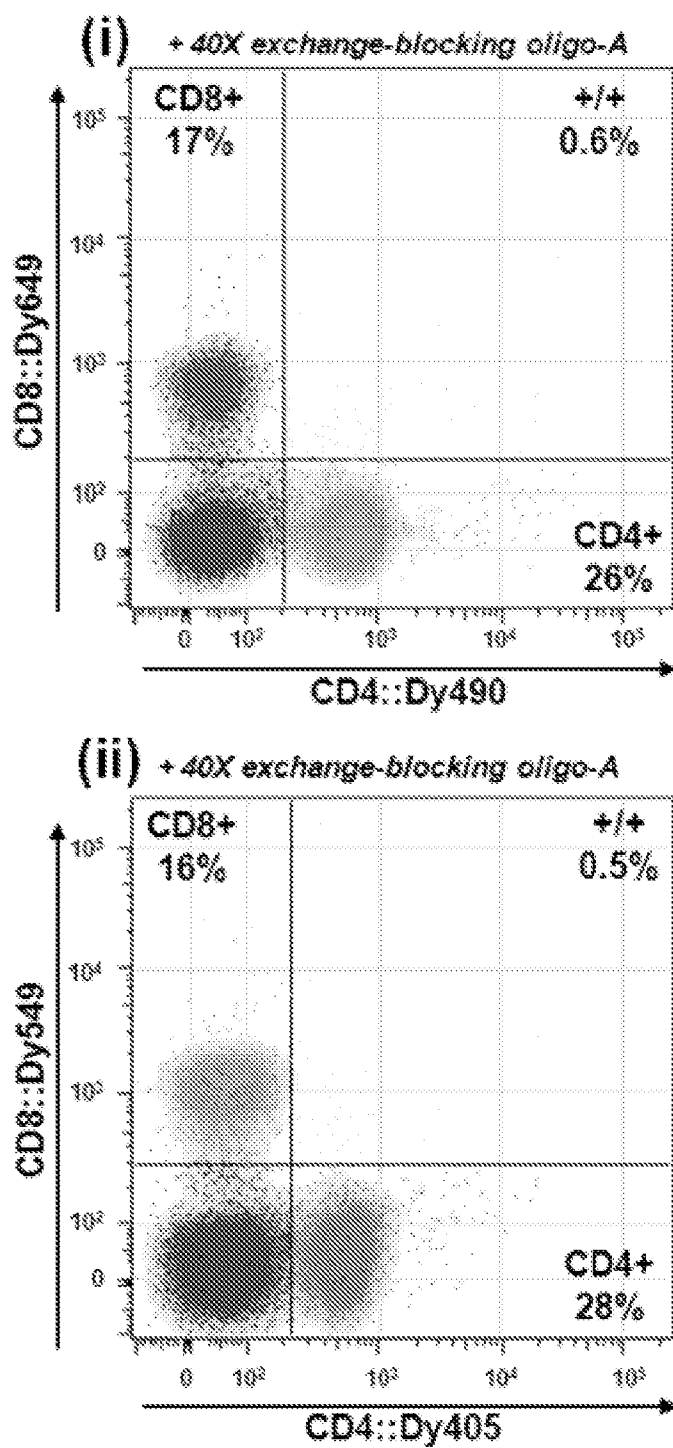 (i) + 40X exchange-blocking oligo-A
CD8+
17%
+/+
0.6%
10⁵
10⁴
10³
10²
0
CD8::Dy649
CD4+
26%
0 10² 10³ 10⁴ 10⁵
CD4::Dy490
(ii) + 40X exchange-blocking oligo-A
CD8+
16%
+/+
0.5%
10⁵
10⁴
10³
10²
0
CD8::Dy549
CD4+
28%
0 10² 10³ 10⁴ 10⁵
CD4::Dy405